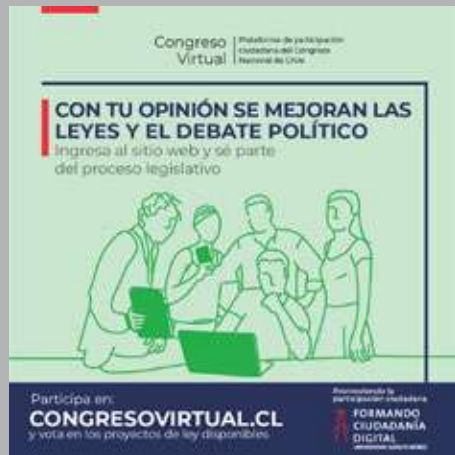 Congreso
Virtual
Plataforma de participación
ciudadana del Congreso
Nacional de Chile
CON TU OPINIÓN SE MEJORAN LAS
LEYES Y EL DEBATE POLÍTICO
Ingresa al sitio web y sé parte
del proceso legislativo
Participa en:
CONGRESOVIRTUAL.CL
y vota en los proyectos de ley disponibles
Promoviendo la
participación ciudadana
FORMANDO
CIUDADANÍA
DIGITAL